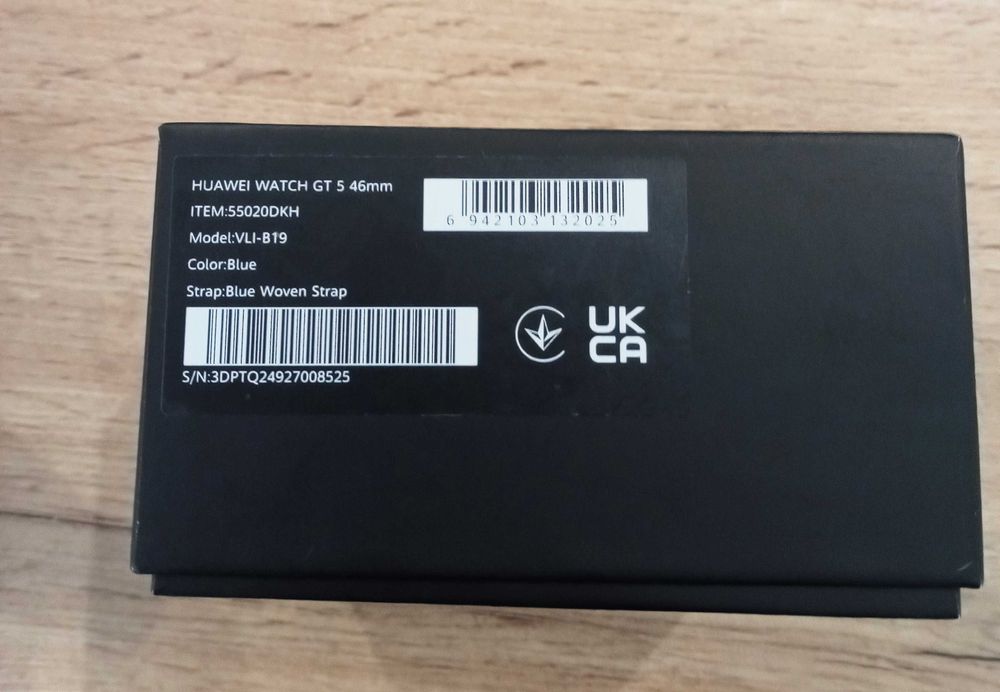 HUAWEI WATCH GT 5 46mm
ITEM:55020DKH
Model:VLI-B19
Color:Blue
Strap:Blue Woven Strap
S/N:3DPTQ24927008525
6 942103 132025
UK
CA